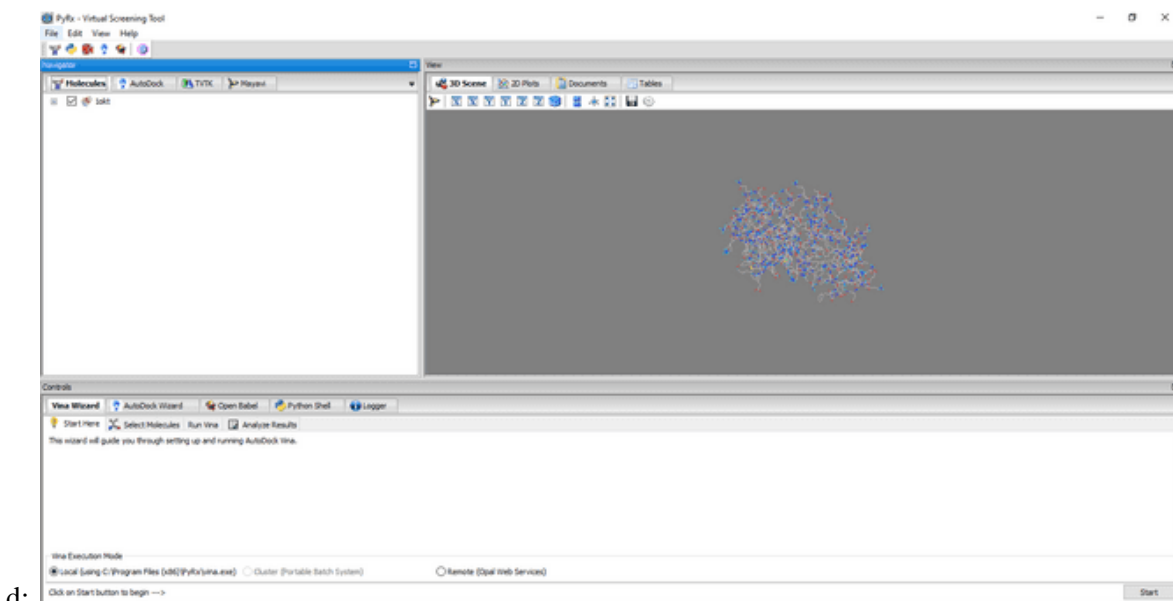 PyRx - Virtual Screening Tool
File Edit View Help
Navigator
View
Molecules AutoDock TVTK Mayavi
3D Scene 2D Plots Documents Tables
X X Y Y Z Z
Controls
Vina Wizard AutoDock Wizard Open Babel Python Shell Logger
Start Here Select Molecules Run Vina Analyze Results
This wizard will guide you through setting up and running AutoDock Vina.
Vina Execution Mode
Local (using C:\Program Files (x86)\PyRx\vina.exe) Cluster (Portable Batch System) Remote (Opal Web Services)
Click on Start button to begin --->
Start
d: